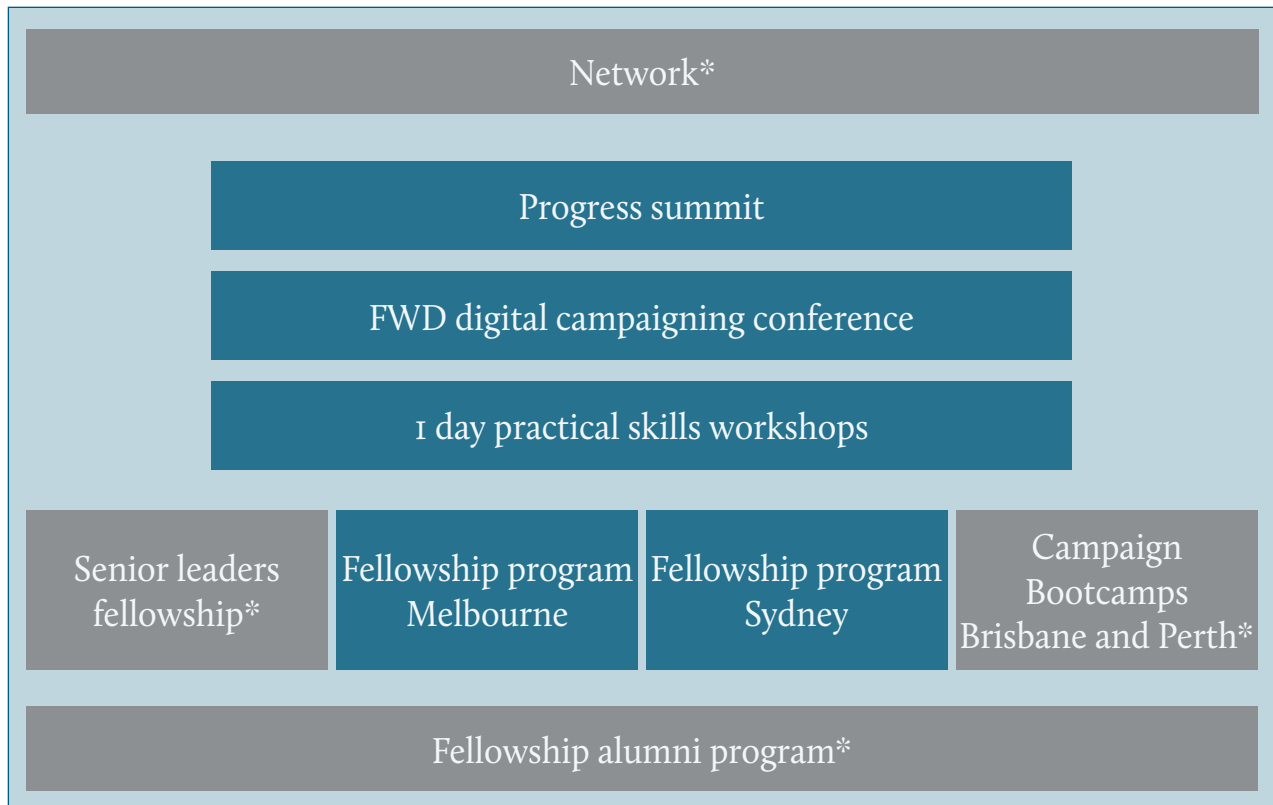 Network*
Progress summit
FWD digital campaigning conference
1 day practical skills workshops
Senior leaders
fellowship*
Fellowship program
Melbourne
Fellowship program
Sydney
Campaign
Bootcamps
Brisbane and Perth*
Fellowship alumni program*